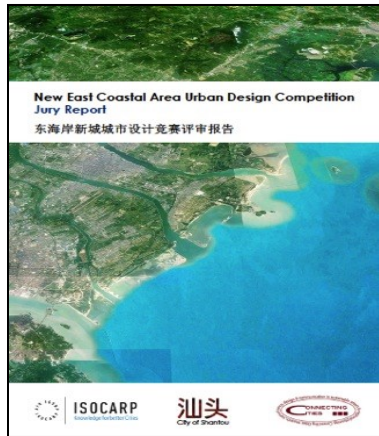 New East Coastal Area Urban Design Competition
Jury Report
东海岸新城城市设计竞赛评审报告
ISOCARP
Knowledge for Better Cities
汕头
City of Shantou
CONNECTING
CITIES